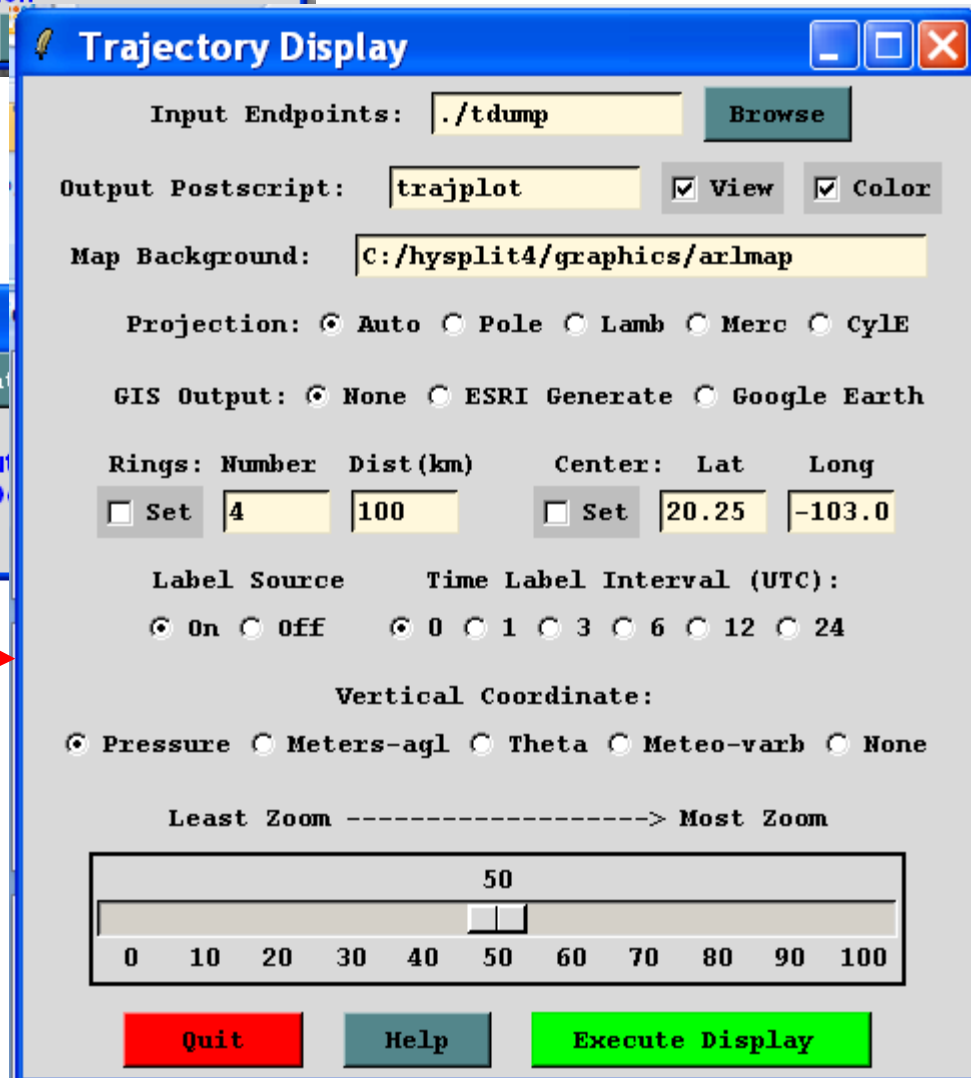 Trajectory Display
Input Endpoints: ./tdump Browse
Output Postscript: trajplot View Color
Map Background: C:/hysplit4/graphics/arlmap
Projection: Auto Pole Lamb Merc CylE
GIS Output: None ESRI Generate Google Earth
Rings: Number Dist(km) Center: Lat Long
Set 4 100 Set 20.25 -103.0
Label Source Time Label Interval (UTC):
On Off 0 1 3 6 12 24
Vertical Coordinate:
Pressure Meters-agl Theta Meteo-varb None
Least Zoom -------------------> Most Zoom
50
0 10 20 30 40 50 60 70 80 90 100
Quit Help Execute Display